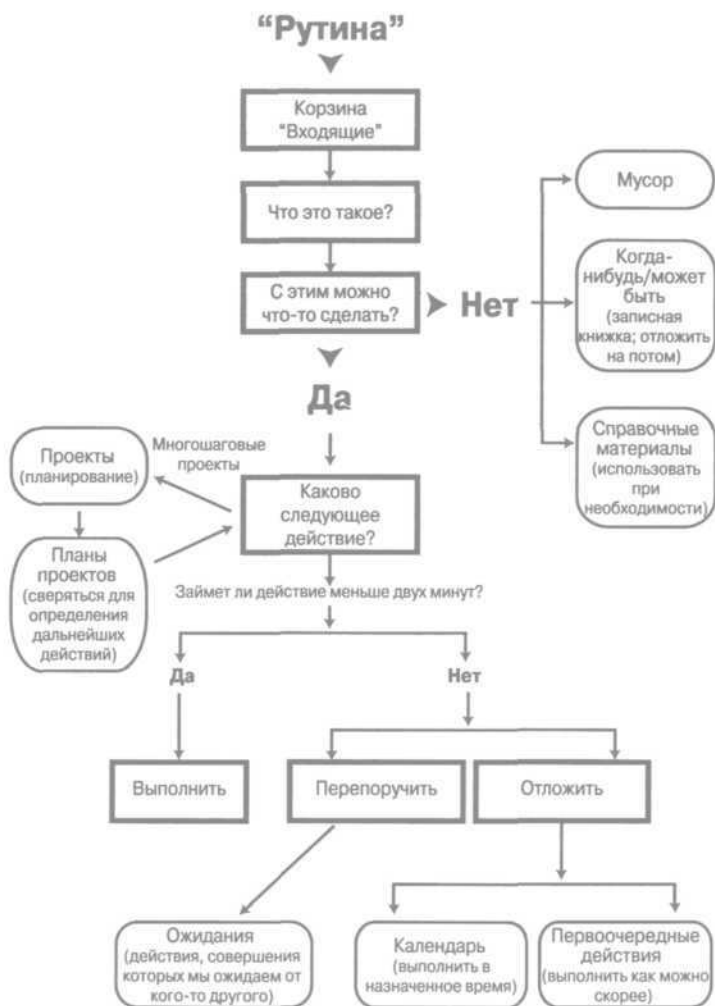 “Рутина”
Корзина
“Входящие”
Что это такое?
С этим можно
что-то сделать?
Нет
Мусор
Когда-
нибудь/может
быть
(записная
книжка; отложить
на потом)
Справочные
материалы
(использовать
при
необходимости)
Да
Проекты
(планирование)
Многошаговые
проекты
Каково
следующее
действие?
Планы
проектов
(сверяться для
определения
дальнейших
действий)
Займет ли действие меньше двух минут?
Да
Нет
Выполнить
Перепоручить
Отложить
Ожидания
(действия, совершения
которых мы ожидаем от
кого-то другого)
Календарь
(выполнить в
назначенное время)
Первоочередные
действия
(выполнить как можно
скорее)